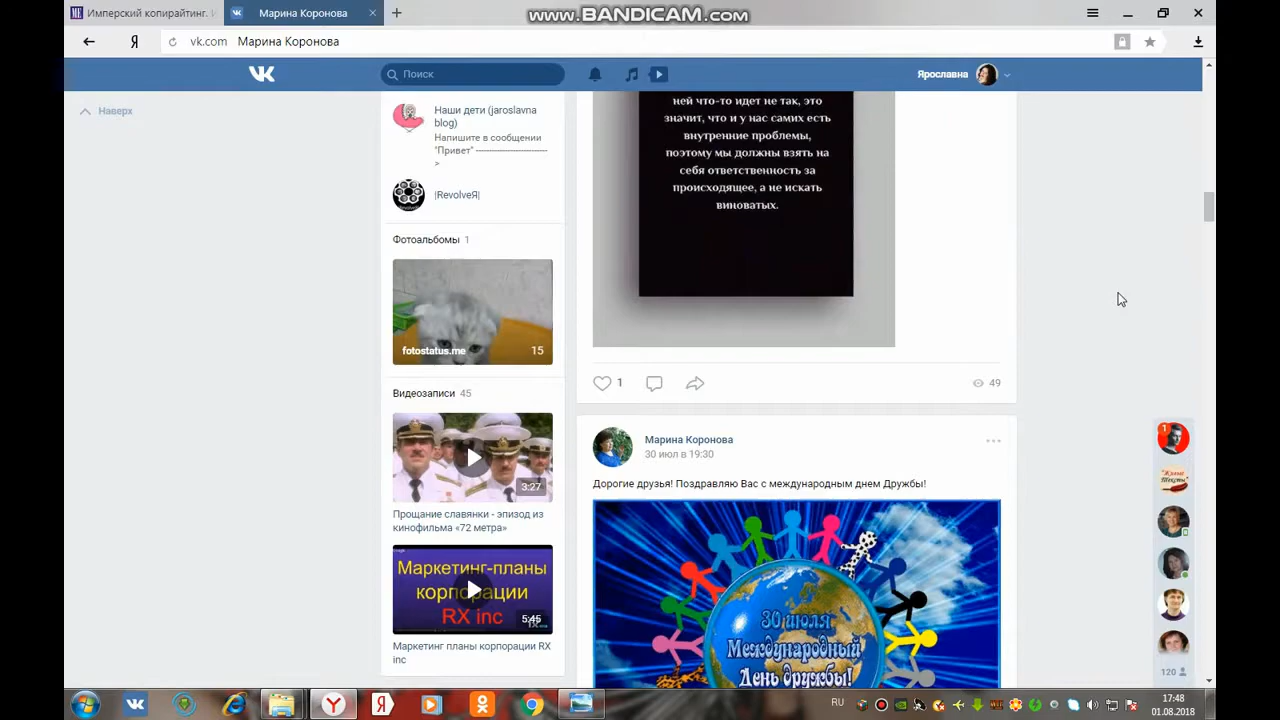 Имперский копирайтинг.
Марина Коронова
www.BANDICAM.com
Я
vk.com Марина Коронова
Поиск
Ярославна
Наверх
Наши дети (jaroslavna
blog)
Напишите в сообщении
"Привет" -----------------------
>
|RevolveЯ|
Фотоальбомы 1
fotostatus.me 15
Видеозаписи 45
3:27
Прощание славянки - эпизод из
кинофильма «72 метра»
Маркетинг-планы
корпорации
RX inc
5:45
Маркетинг планы корпорации RX
inc
ней что-то идет не так, это
значит, что и у нас самих есть
внутренние проблемы,
поэтому мы должны взять на
себя ответственность за
происходящее, а не искать
виноватых.
1
49
Марина Коронова
30 июл в 19:30
Дорогие друзья! Поздравляю Вас с международным днем Дружбы!
30 июля
Международный
День дружбы!
1
120
RU
17:48
01.08.2018